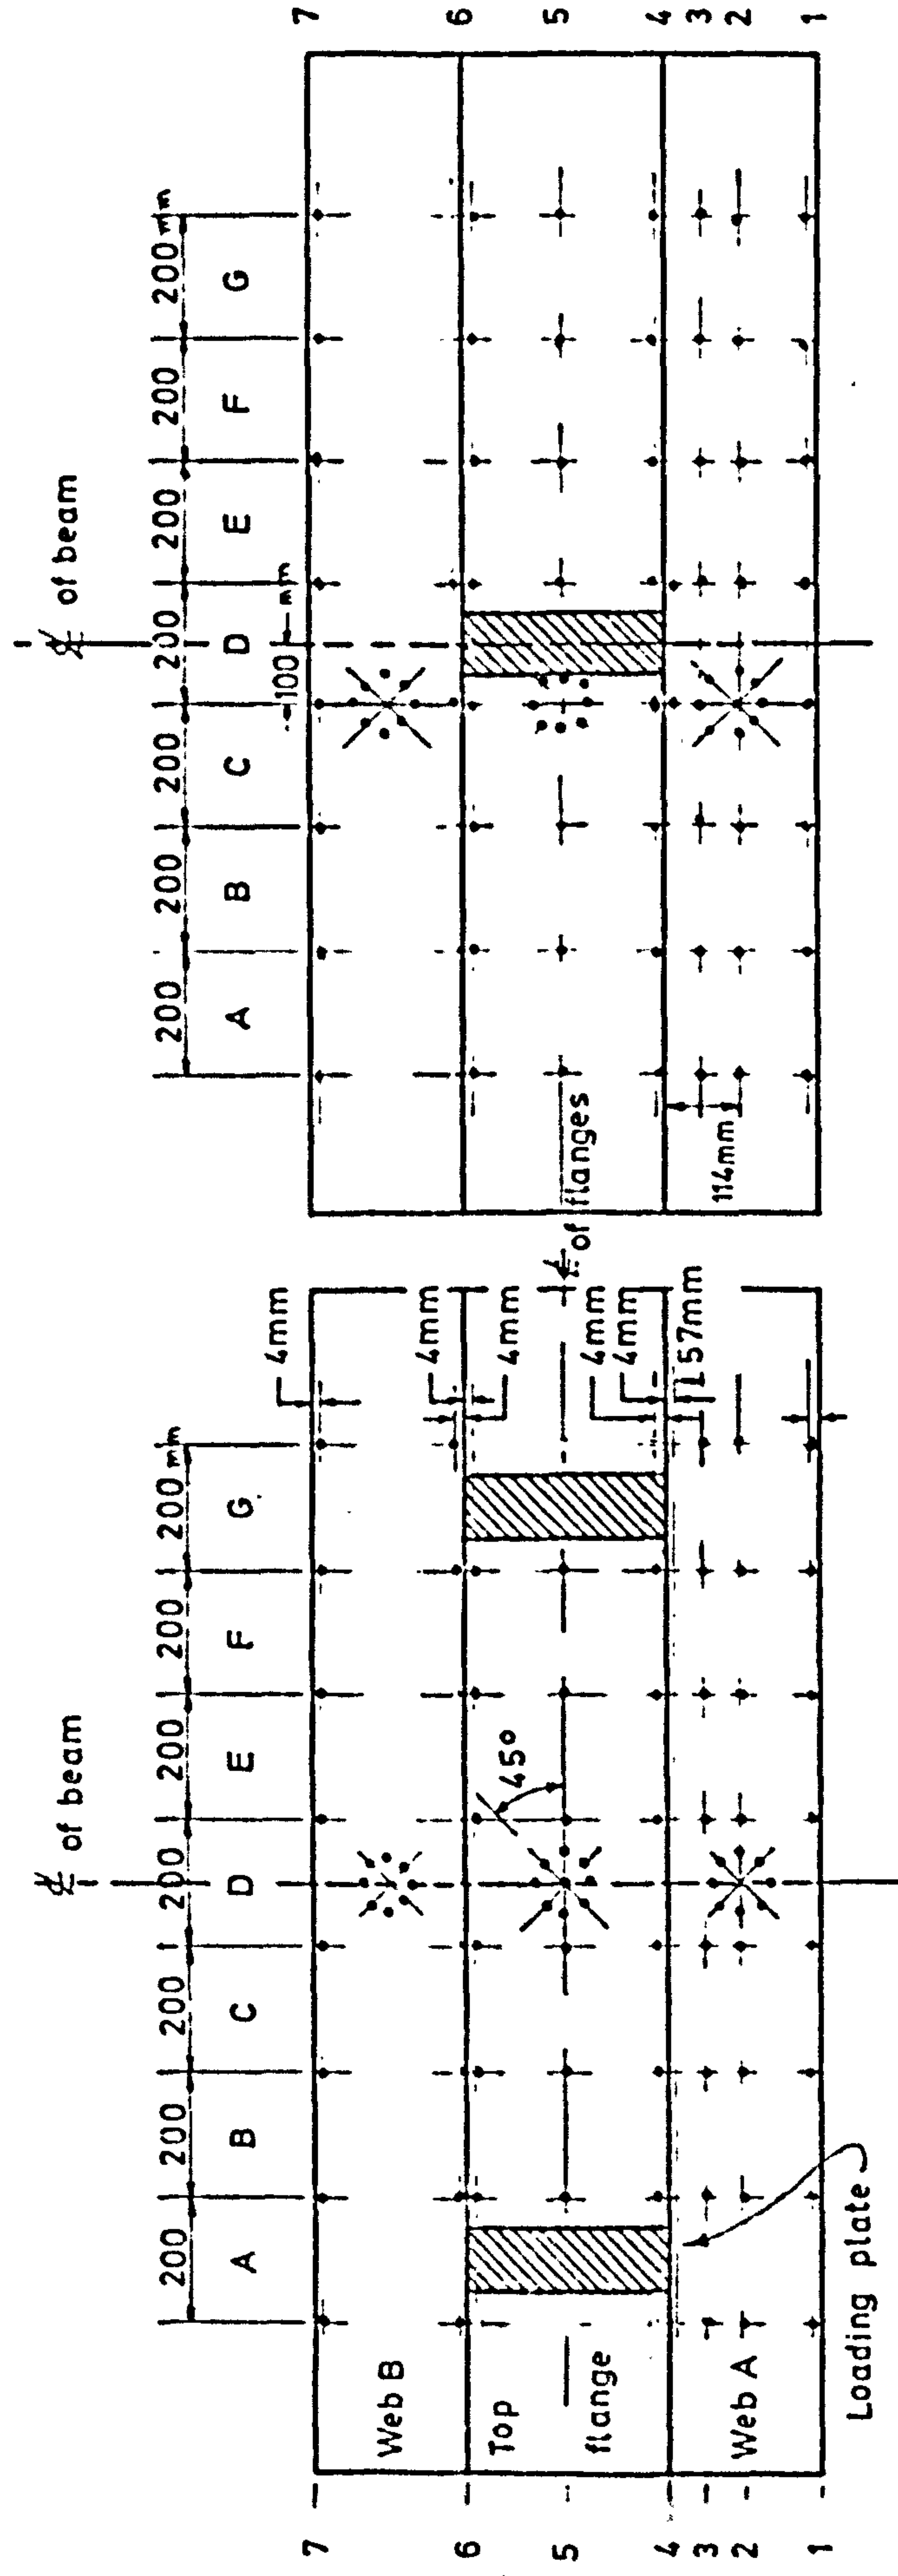 ℄ of beam
200 200 200 200 200 200 200 mm
A B C D E F G
7
6
5
4
3
2
1
Web B
Top
flange
Web A
Loading plate
45°
4mm
4mm
4mm
4mm
4mm
57mm
℄ of flanges
℄ of beam
200 200 200 200 200 200 200 mm
A B C D E F G
100 mm
114mm
7
6
5
4
3
2
1